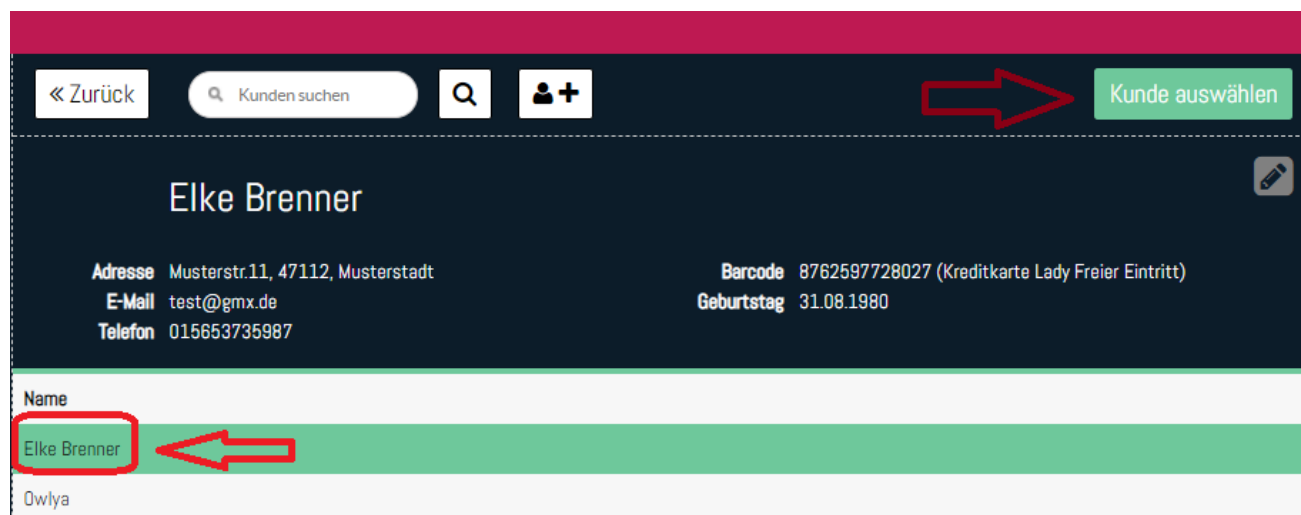 « Zurück Kunden suchen Kunde auswählen
Elke Brenner
Adresse Musterstr.11, 47112, Musterstadt Barcode 8762597728027 (Kreditkarte Lady Freier Eintritt)
E-Mail test@gmx.de Geburtstag 31.08.1980
Telefon 015653735987
Name
Elke Brenner
Owlya